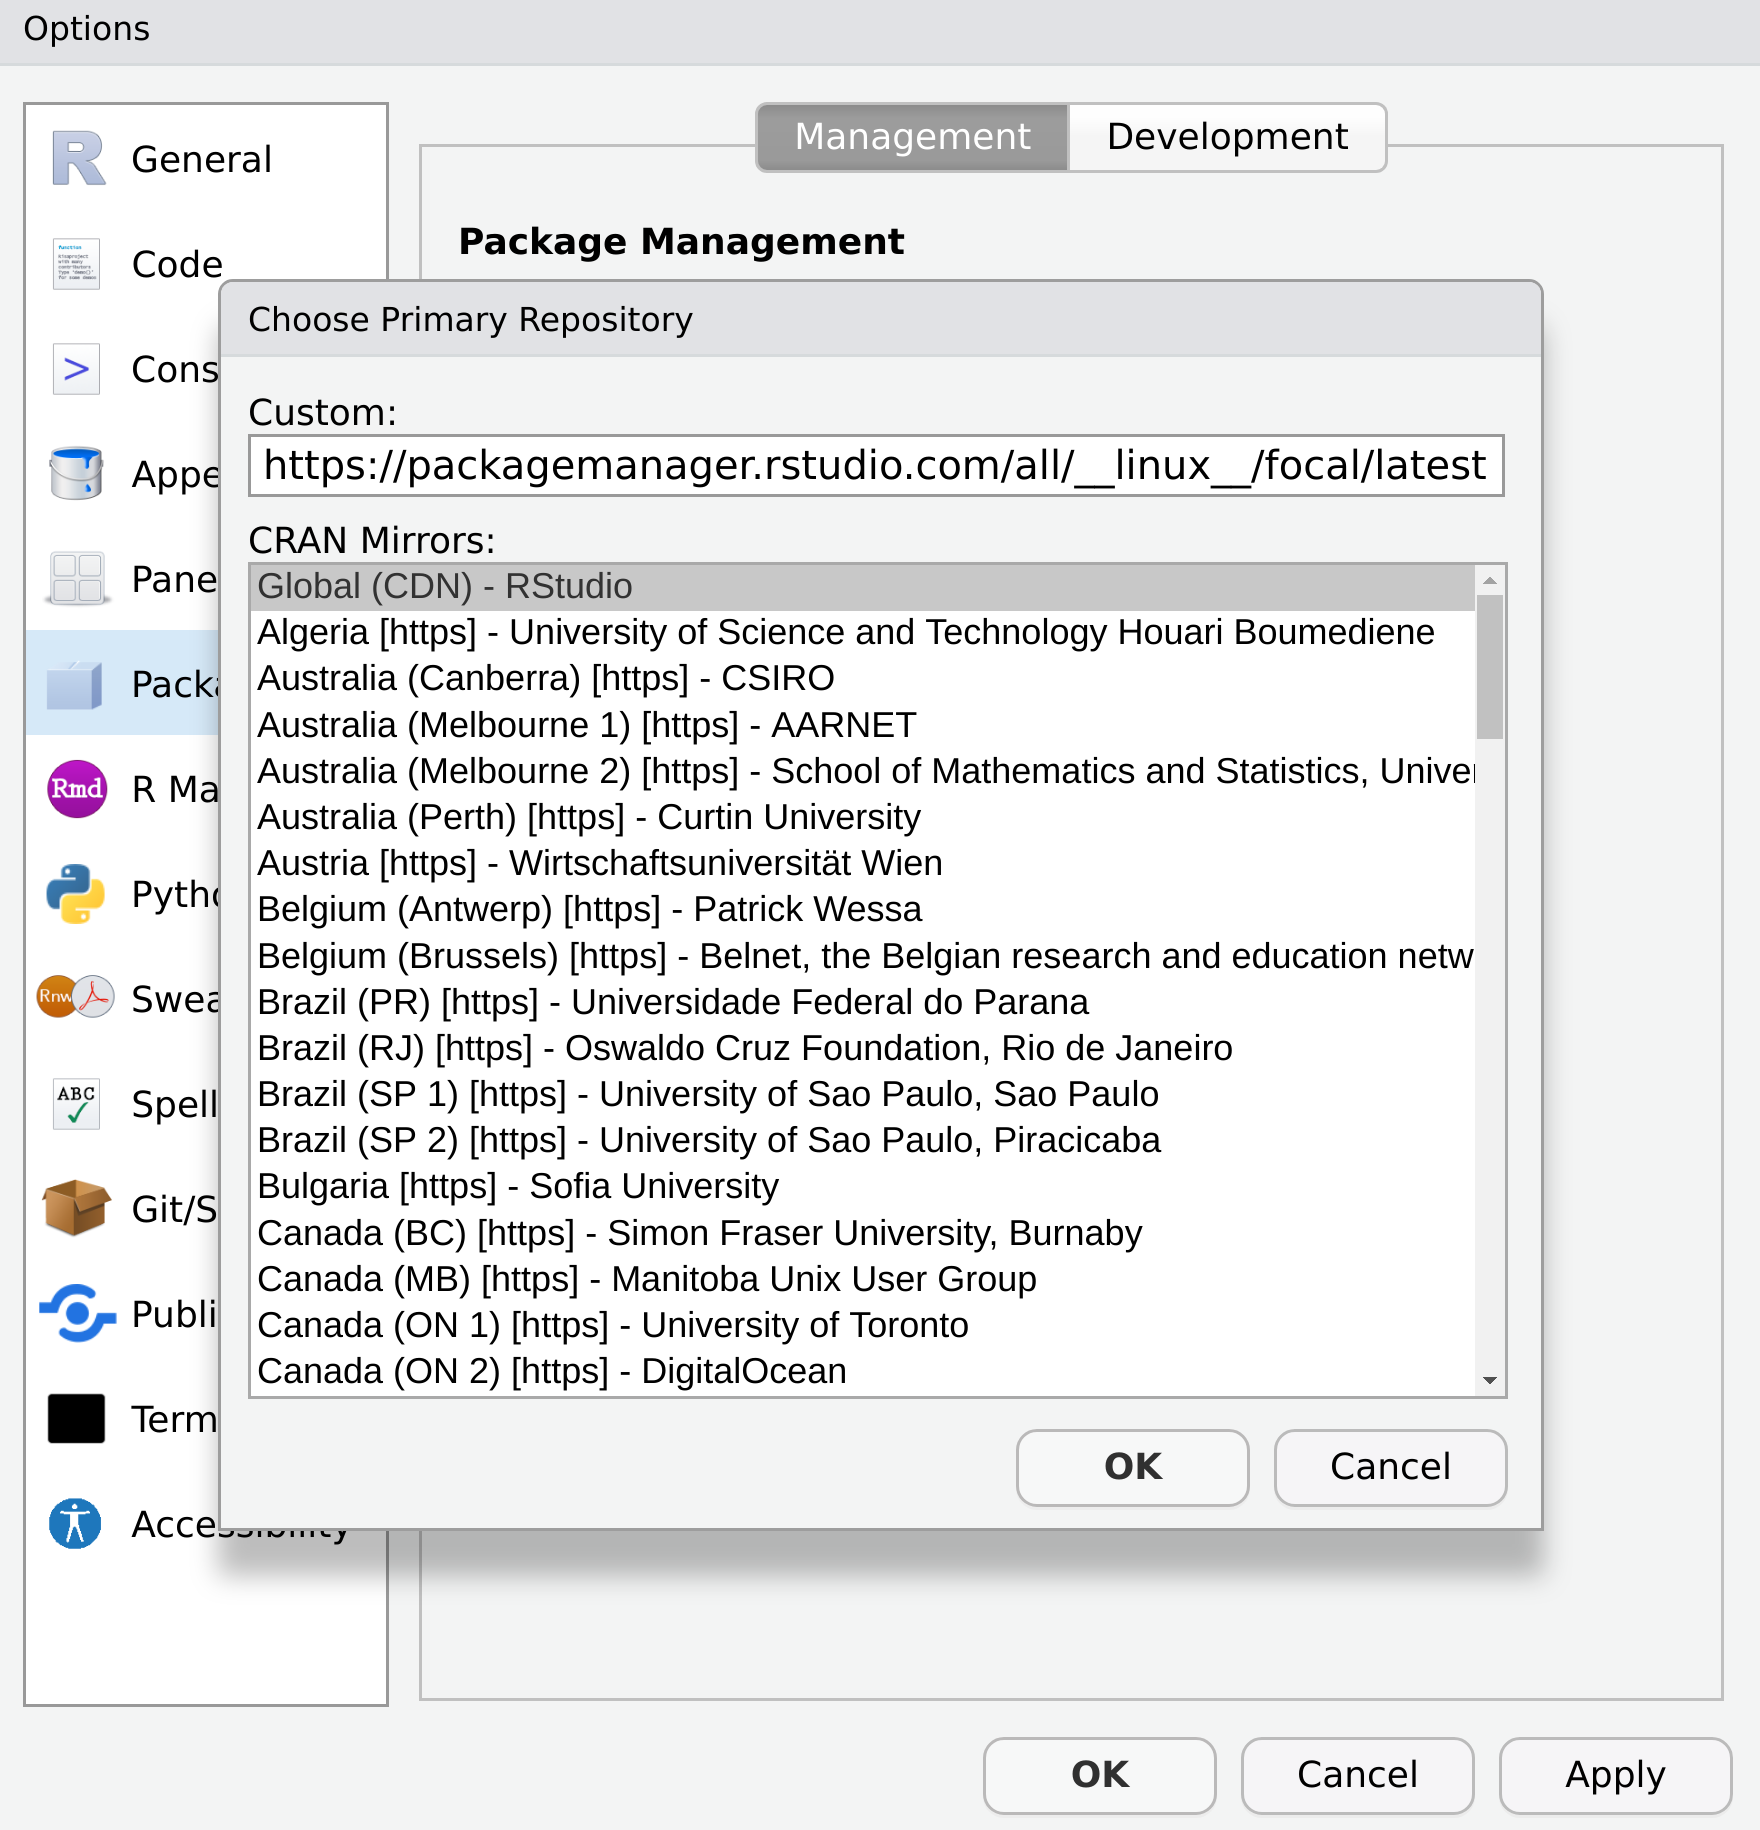 Options
General
Code
Cons
Appe
Pane
Packa
R Ma
Pytho
Swea
Spell
Git/S
Publi
Term
Accessibility
Rmd
Rnw
ABC
Management
Development
Package Management
Choose Primary Repository
Custom:
https://packagemanager.rstudio.com/all/__linux__/focal/latest
CRAN Mirrors:
Global (CDN) - RStudio
Algeria [https] - University of Science and Technology Houari Boumediene
Australia (Canberra) [https] - CSIRO
Australia (Melbourne 1) [https] - AARNET
Australia (Melbourne 2) [https] - School of Mathematics and Statistics, Univer
Australia (Perth) [https] - Curtin University
Austria [https] - Wirtschaftsuniversität Wien
Belgium (Antwerp) [https] - Patrick Wessa
Belgium (Brussels) [https] - Belnet, the Belgian research and education netw
Brazil (PR) [https] - Universidade Federal do Parana
Brazil (RJ) [https] - Oswaldo Cruz Foundation, Rio de Janeiro
Brazil (SP 1) [https] - University of Sao Paulo, Sao Paulo
Brazil (SP 2) [https] - University of Sao Paulo, Piracicaba
Bulgaria [https] - Sofia University
Canada (BC) [https] - Simon Fraser University, Burnaby
Canada (MB) [https] - Manitoba Unix User Group
Canada (ON 1) [https] - University of Toronto
Canada (ON 2) [https] - DigitalOcean
OK
Cancel
OK
Cancel
Apply